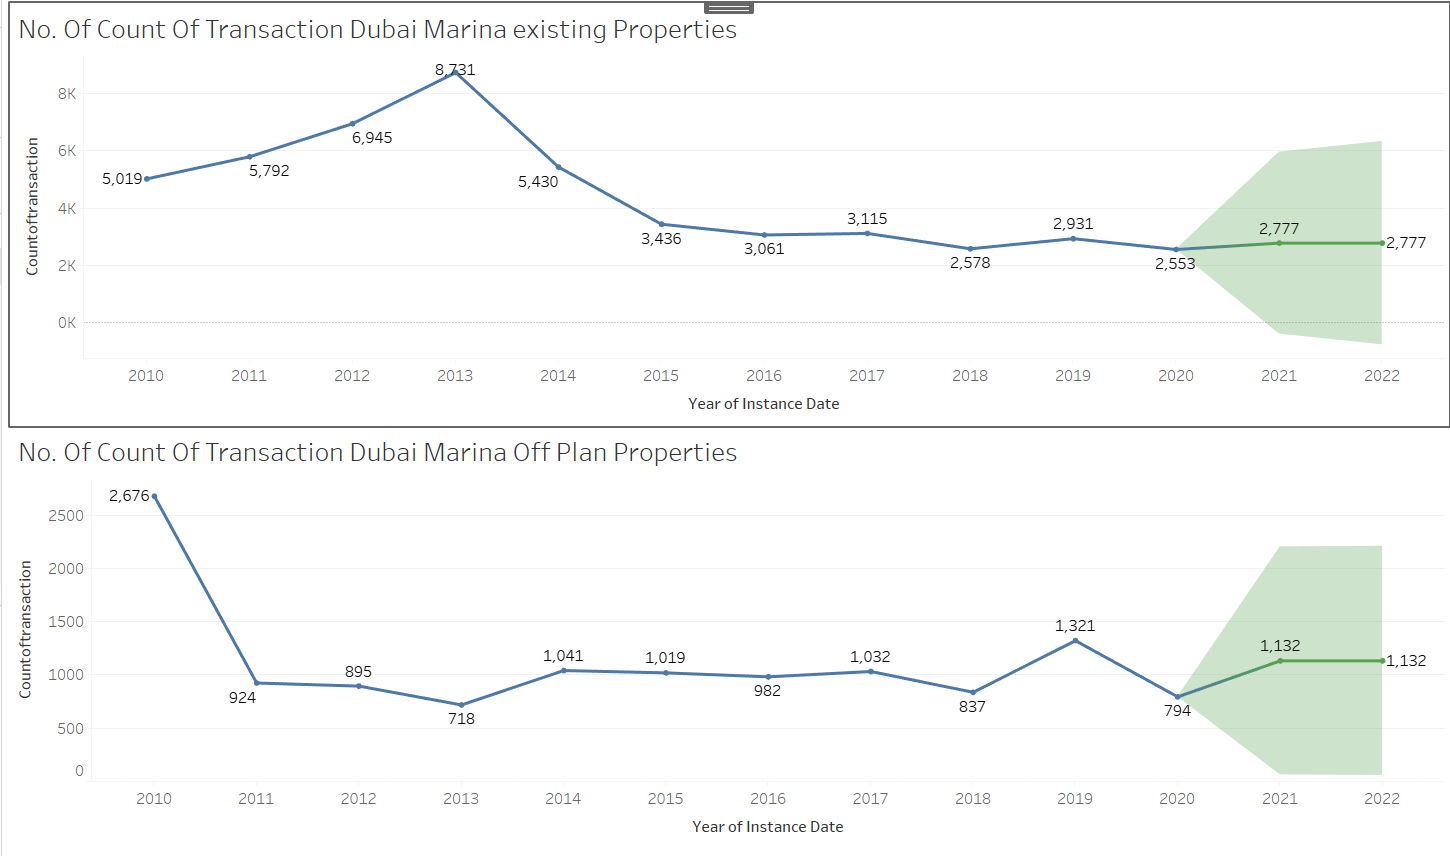 No. Of Count Of Transaction Dubai Marina existing Properties
8K
6K
4K
2K
0K
Countoftransaction
5,019
5,792
6,945
8,731
5,430
3,436
3,061
3,115
2,578
2,931
2,553
2,777
2,777
2010 2011 2012 2013 2014 2015 2016 2017 2018 2019 2020 2021 2022
Year of Instance Date
No. Of Count Of Transaction Dubai Marina Off Plan Properties
2500
2000
1500
1000
500
0
Countoftransaction
2,676
924
895
718
1,041
1,019
982
1,032
837
1,321
794
1,132
1,132
2010 2011 2012 2013 2014 2015 2016 2017 2018 2019 2020 2021 2022
Year of Instance Date